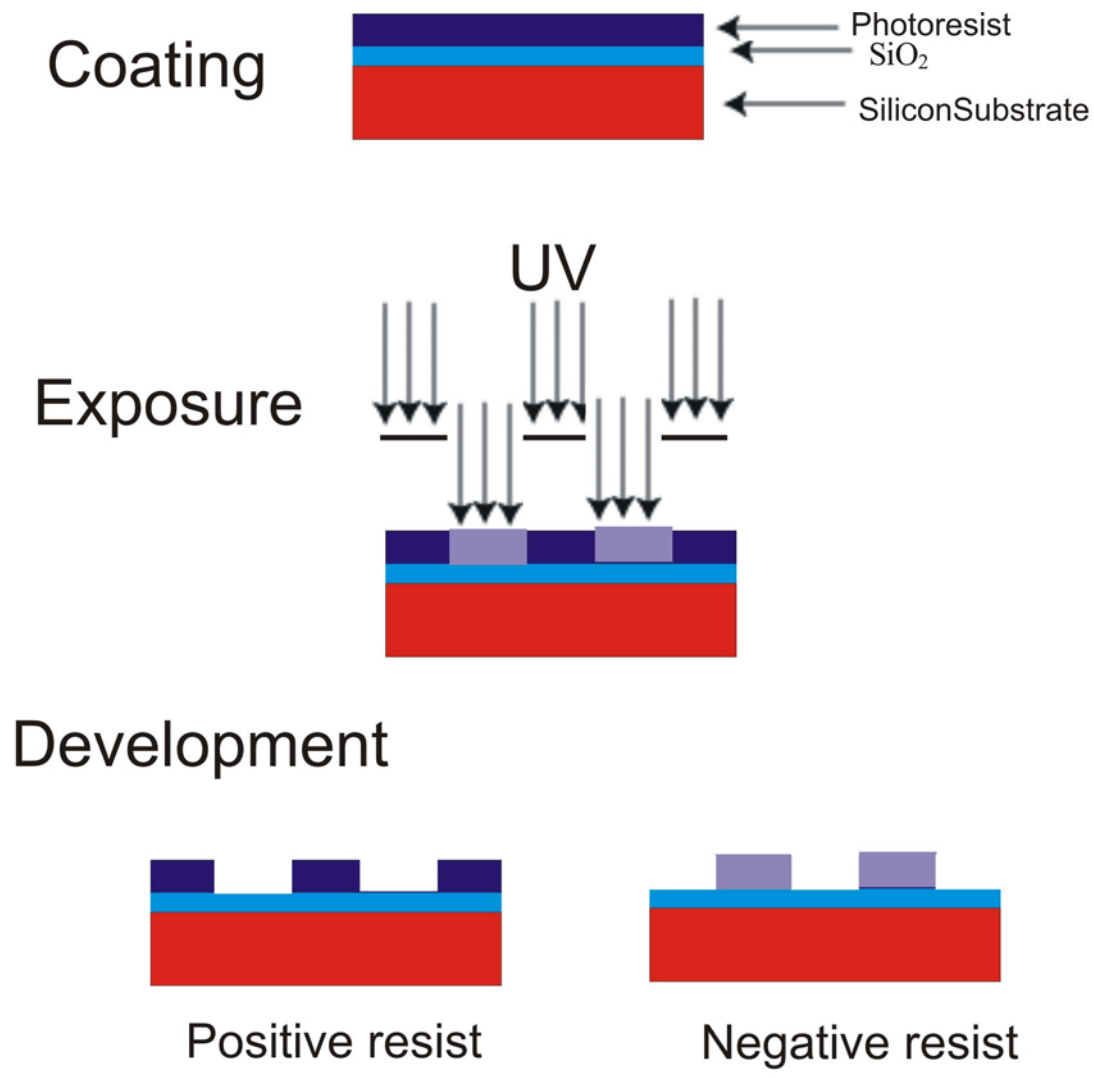 Coating
Photoresist
SiO₂
SiliconSubstrate
UV
Exposure
Development
Positive resist
Negative resist